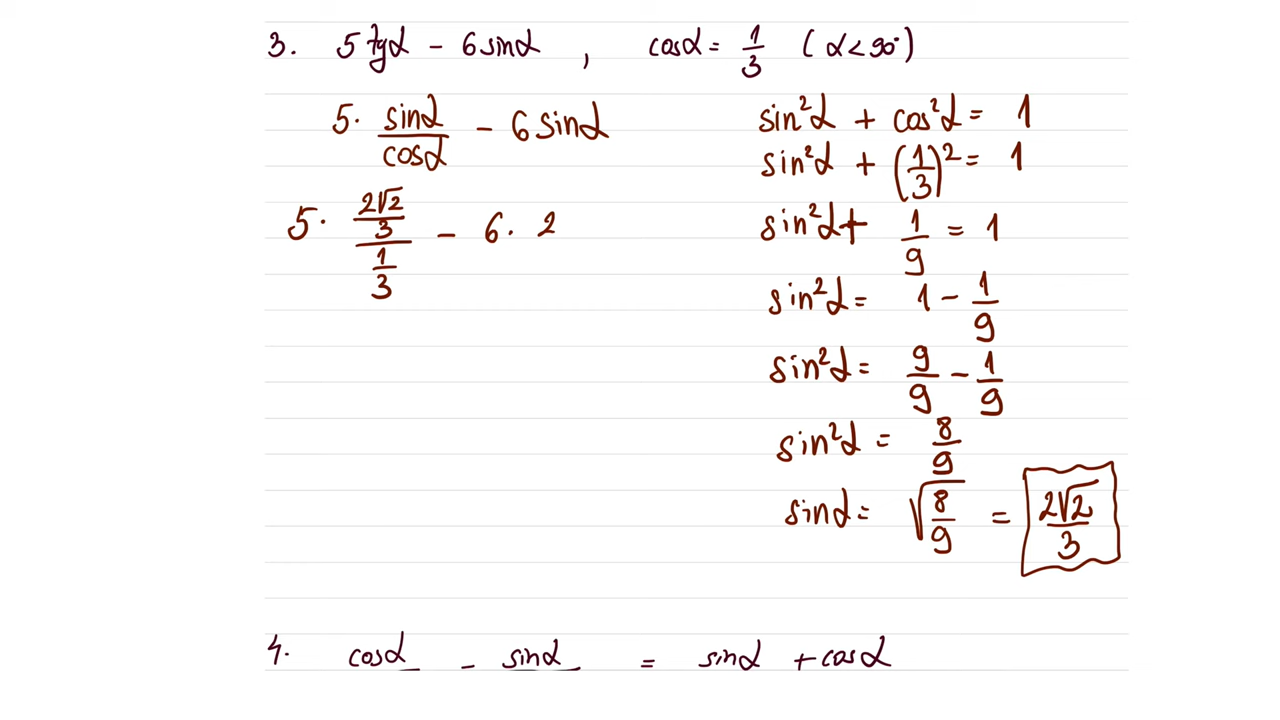 3. 5 tgα − 6 sinα , cosα = 1/3 (α < 90°)
5 · sinα/cosα − 6 sinα
5 · (2√2/3)/(1/3) − 6 · 2
sin²α + cos²α = 1
sin²α + (1/3)² = 1
sin²α + 1/9 = 1
sin²α = 1 − 1/9
sin²α = 9/9 − 1/9
sin²α = 8/9
sinα = √(8/9) = 2√2/3
4. cosα − sinα = sinα + cosα